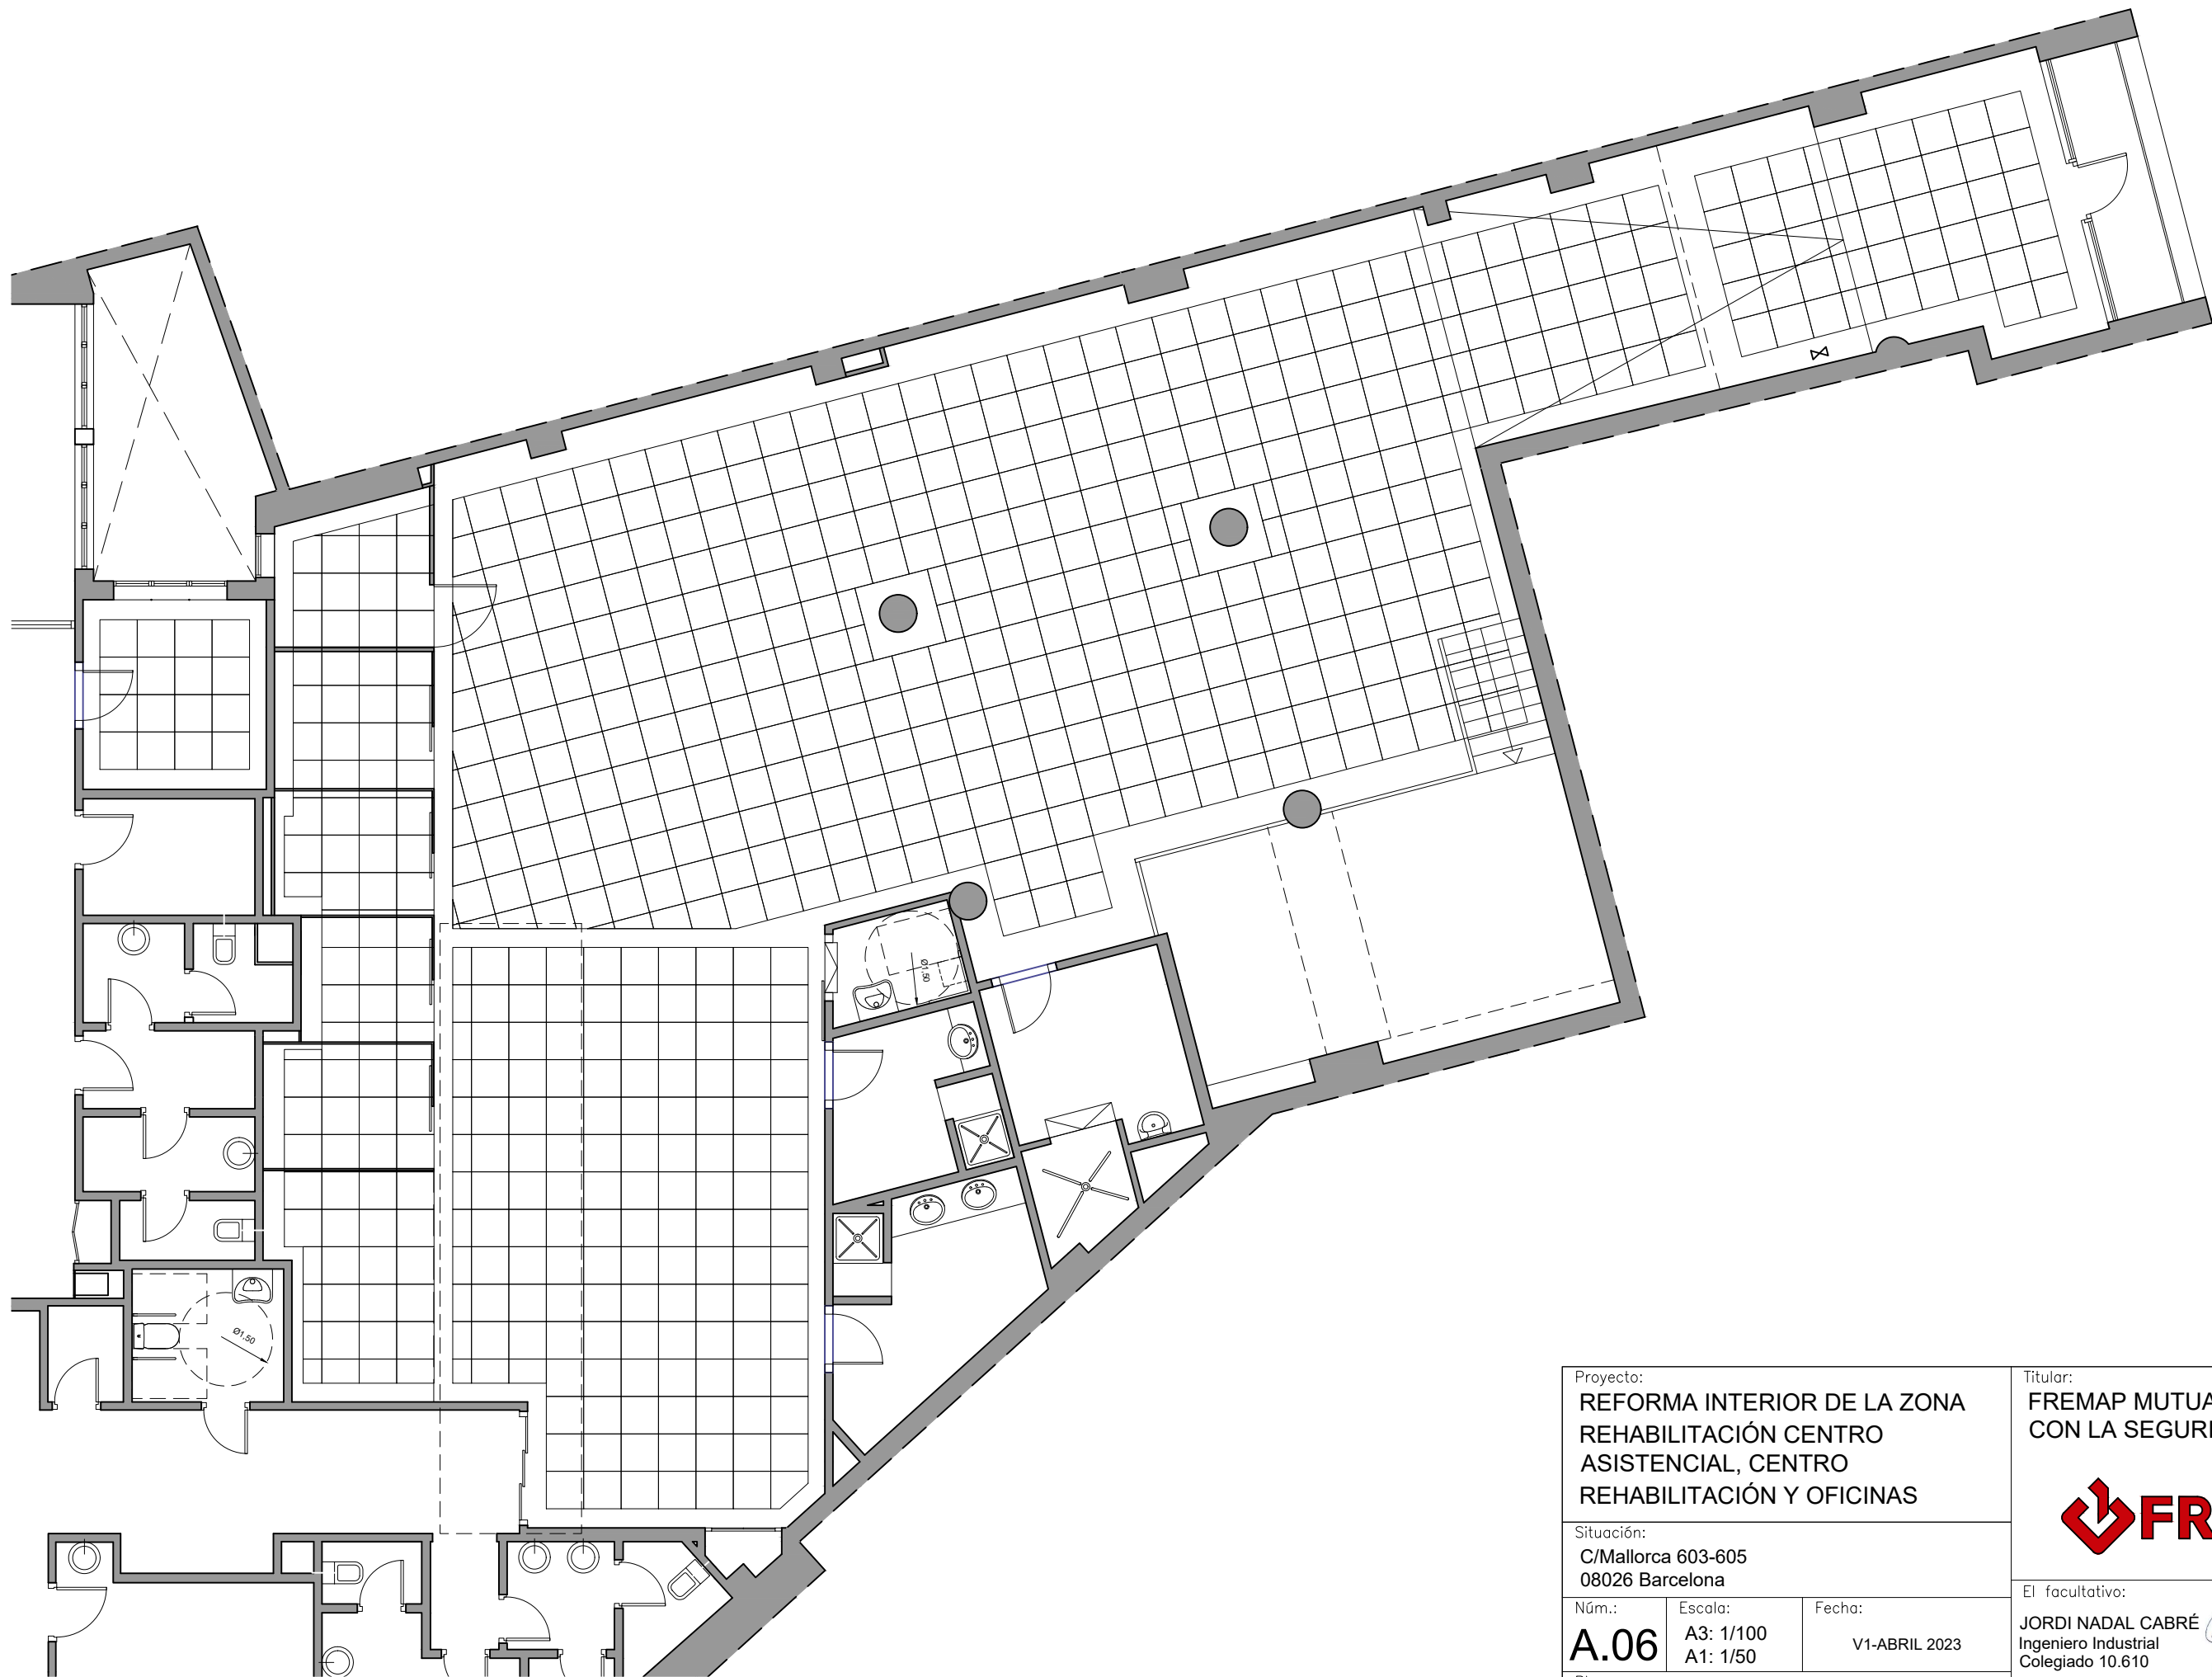 Ø1.50
Ø1.50
Proyecto:
REFORMA INTERIOR DE LA ZONA
REHABILITACIÓN CENTRO
ASISTENCIAL, CENTRO
REHABILITACIÓN Y OFICINAS
Situación:
C/Mallorca 603-605
08026 Barcelona
Núm.:
A.06
Escala:
A3: 1/100
A1: 1/50
Fecha:
V1-ABRIL 2023
Titular:
FREMAP MUTUA
CON LA SEGURI
FR
El facultativo:
JORDI NADAL CABRÉ
Ingeniero Industrial
Colegiado 10.610